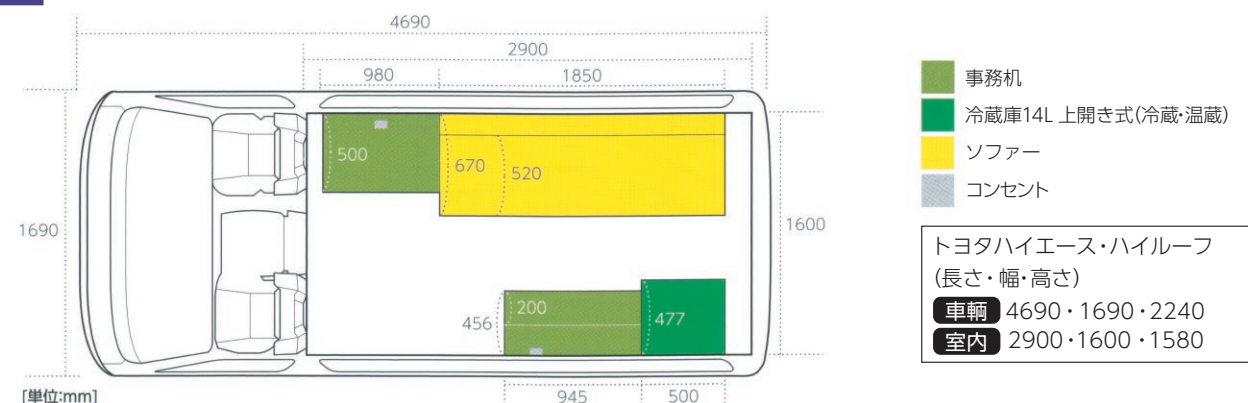 4690
2900
980
1850
500
670
520
1690
1600
200
456
477
945
500
[単位:mm]
事務机
冷蔵庫14L 上開き式(冷蔵・温蔵)
ソファー
コンセント
トヨタハイエース・ハイルーフ
(長さ・幅・高さ)
車輌 4690・1690・2240
室内 2900・1600・1580